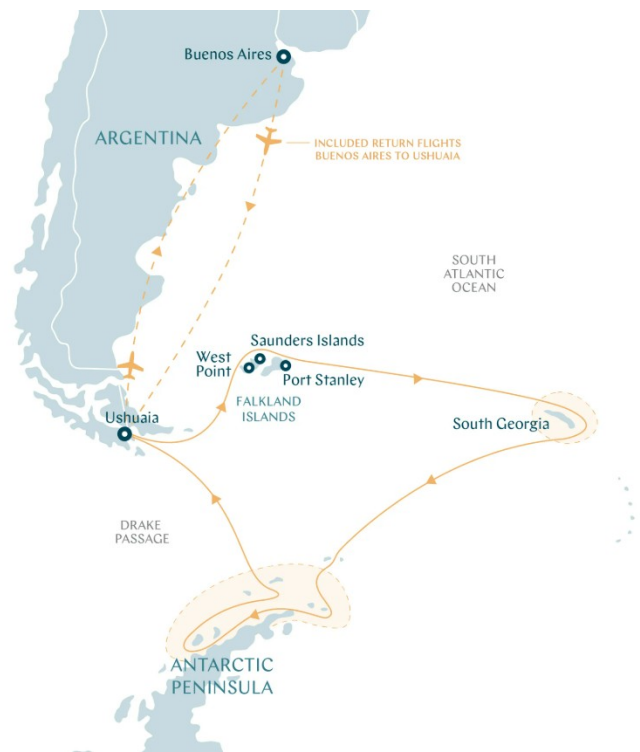 Buenos Aires
ARGENTINA
INCLUDED RETURN FLIGHTS
BUENOS AIRES TO USHUAIA
SOUTH
ATLANTIC
OCEAN
Saunders Islands
West
Point
Port Stanley
FALKLAND
ISLANDS
Ushuaia
South Georgia
DRAKE
PASSAGE
ANTARCTIC
PENINSULA